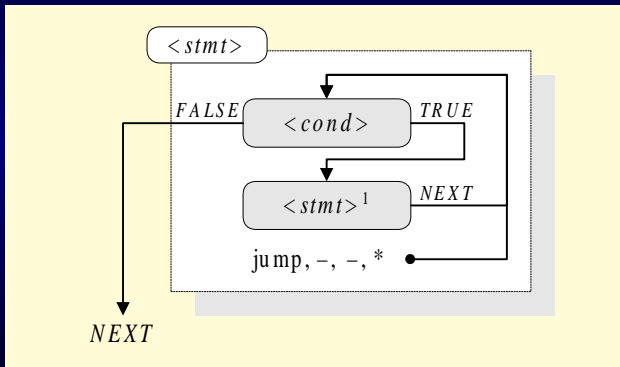 <stmt>
FALSE
<cond>
TRUE
<stmt>1
NEXT
jump, –, –, *
NEXT